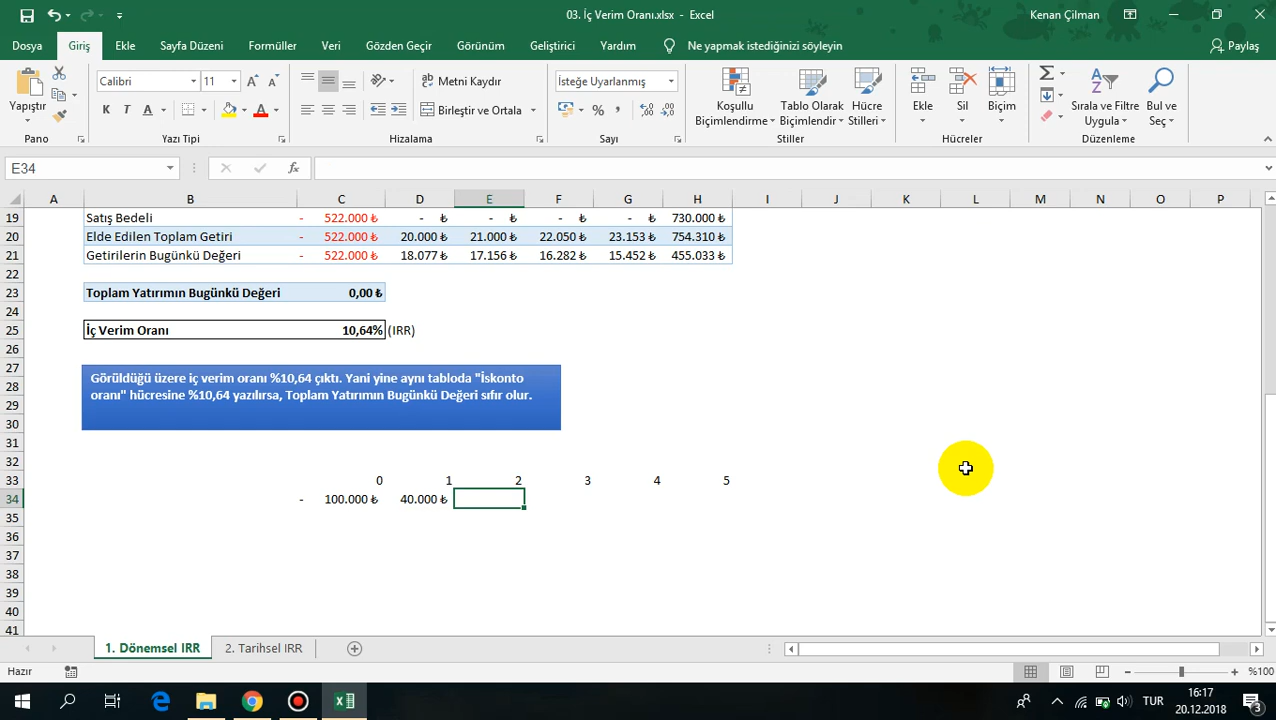 03. İç Verim Oranı.xlsx - Excel
Kenan Çilman
Dosya Giriş Ekle Sayfa Düzeni Formüller Veri Gözden Geçir Görünüm Geliştirici Yardım Ne yapmak istediğinizi söyleyin Paylaş
Yapıştır
Pano
Calibri 11
K T A
Yazı Tipi
Metni Kaydır
Birleştir ve Ortala
Hizalama
İsteğe Uyarlanmış
%
Sayı
Koşullu Biçimlendirme
Tablo Olarak Biçimlendir
Hücre Stilleri
Stiller
Ekle Sil Biçim
Hücreler
Sırala ve Filtre Uygula
Bul ve Seç
Düzenleme
E34
fx
A B C D E F G H I J K L M N O P
19 Satış Bedeli - 522.000 ₺ - ₺ - ₺ - ₺ - ₺ 730.000 ₺
20 Elde Edilen Toplam Getiri - 522.000 ₺ 20.000 ₺ 21.000 ₺ 22.050 ₺ 23.153 ₺ 754.310 ₺
21 Getirilerin Bugünkü Değeri - 522.000 ₺ 18.077 ₺ 17.156 ₺ 16.282 ₺ 15.452 ₺ 455.033 ₺
22
23 Toplam Yatırımın Bugünkü Değeri 0,00 ₺
24
25 İç Verim Oranı 10,64% (IRR)
26
27
28
29
30
Görüldüğü üzere iç verim oranı %10,64 çıktı. Yani yine aynı tabloda "İskonto
oranı" hücresine %10,64 yazılırsa, Toplam Yatırımın Bugünkü Değeri sıfır olur.
31
32
33 0 1 2 3 4 5
34 - 100.000 ₺ 40.000 ₺
35
36
37
38
39
40
41
1. Dönemsel IRR
2. Tarihsel IRR
Hazır
%100
TUR
16:17
20.12.2018
3